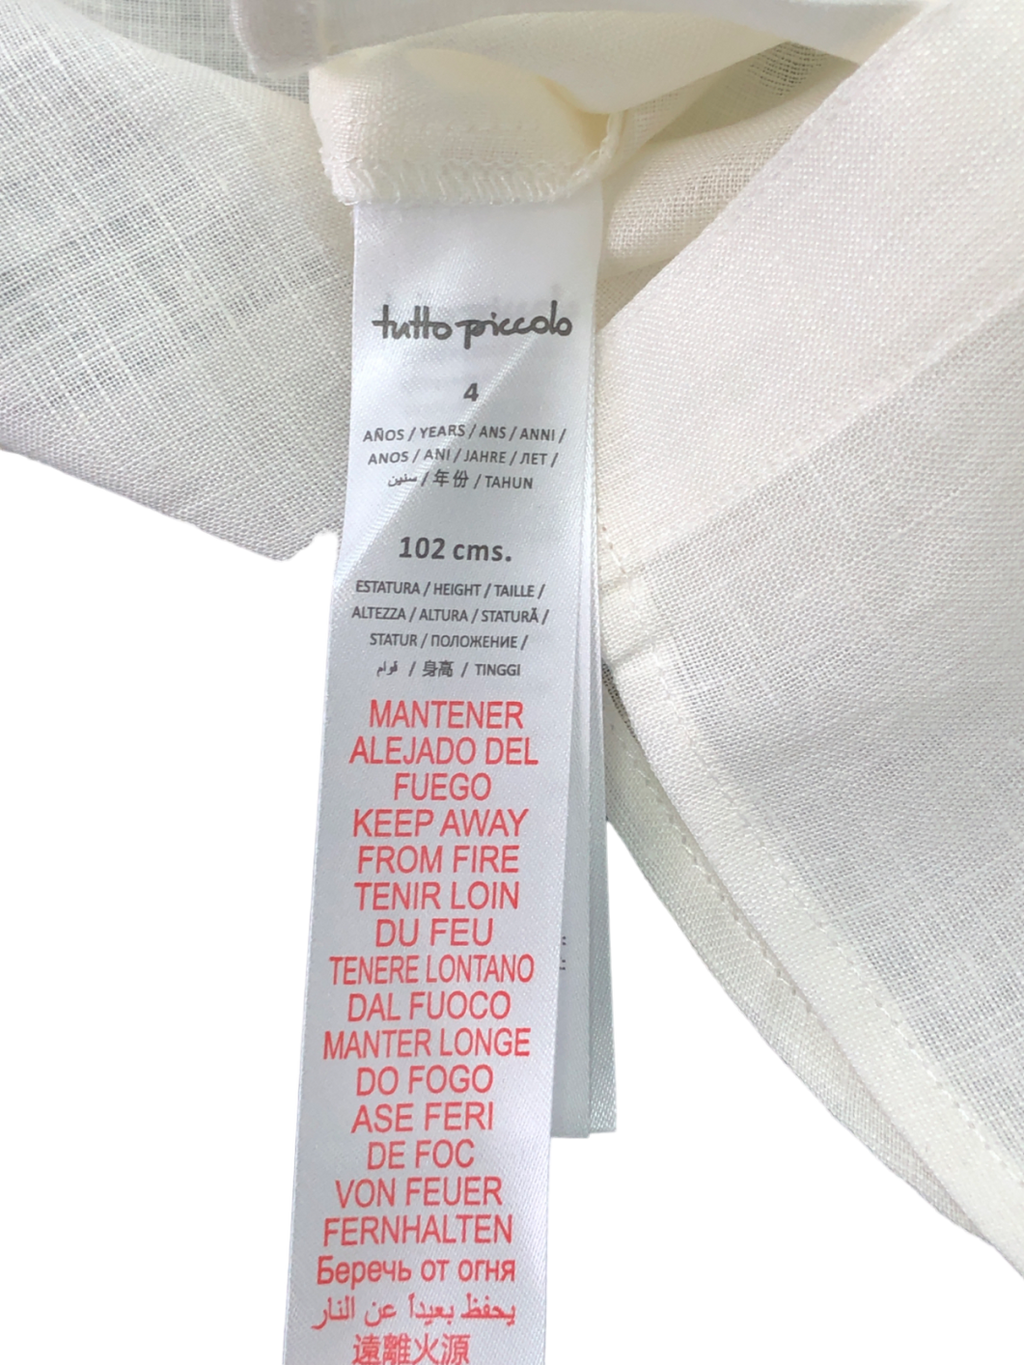 tutto piccolo
4
AÑOS / YEARS / ANS / ANNI /
ANOS / ANI / JAHRE / ЛЕТ /
سنين / 年份 / TAHUN
102 cms.
ESTATURA / HEIGHT / TAILLE /
ALTEZZA / ALTURA / STATURĂ /
STATUR / ПОЛОЖЕНИЕ /
قوام / 身高 / TINGGI
MANTENER
ALEJADO DEL
FUEGO
KEEP AWAY
FROM FIRE
TENIR LOIN
DU FEU
TENERE LONTANO
DAL FUOCO
MANTER LONGE
DO FOGO
ASE FERI
DE FOC
VON FEUER
FERNHALTEN
Беречь от огня
يحفظ بعيداً عن النار
遠離火源